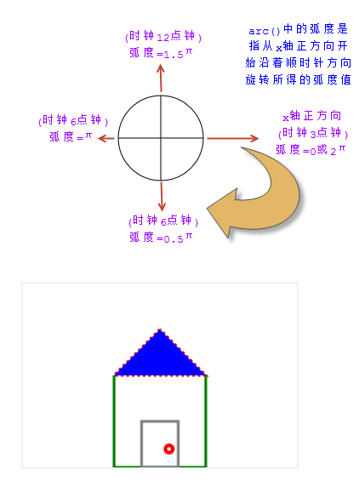 (时钟12点钟)
弧度=1.5π
arc()中的弧度是
指从x轴正方向开
始沿着顺时针方向
旋转所得的弧度值
(时钟6点钟)
弧度=π
x轴正方向
(时钟3点钟)
弧度=0或2π
(时钟6点钟)
弧度=0.5π